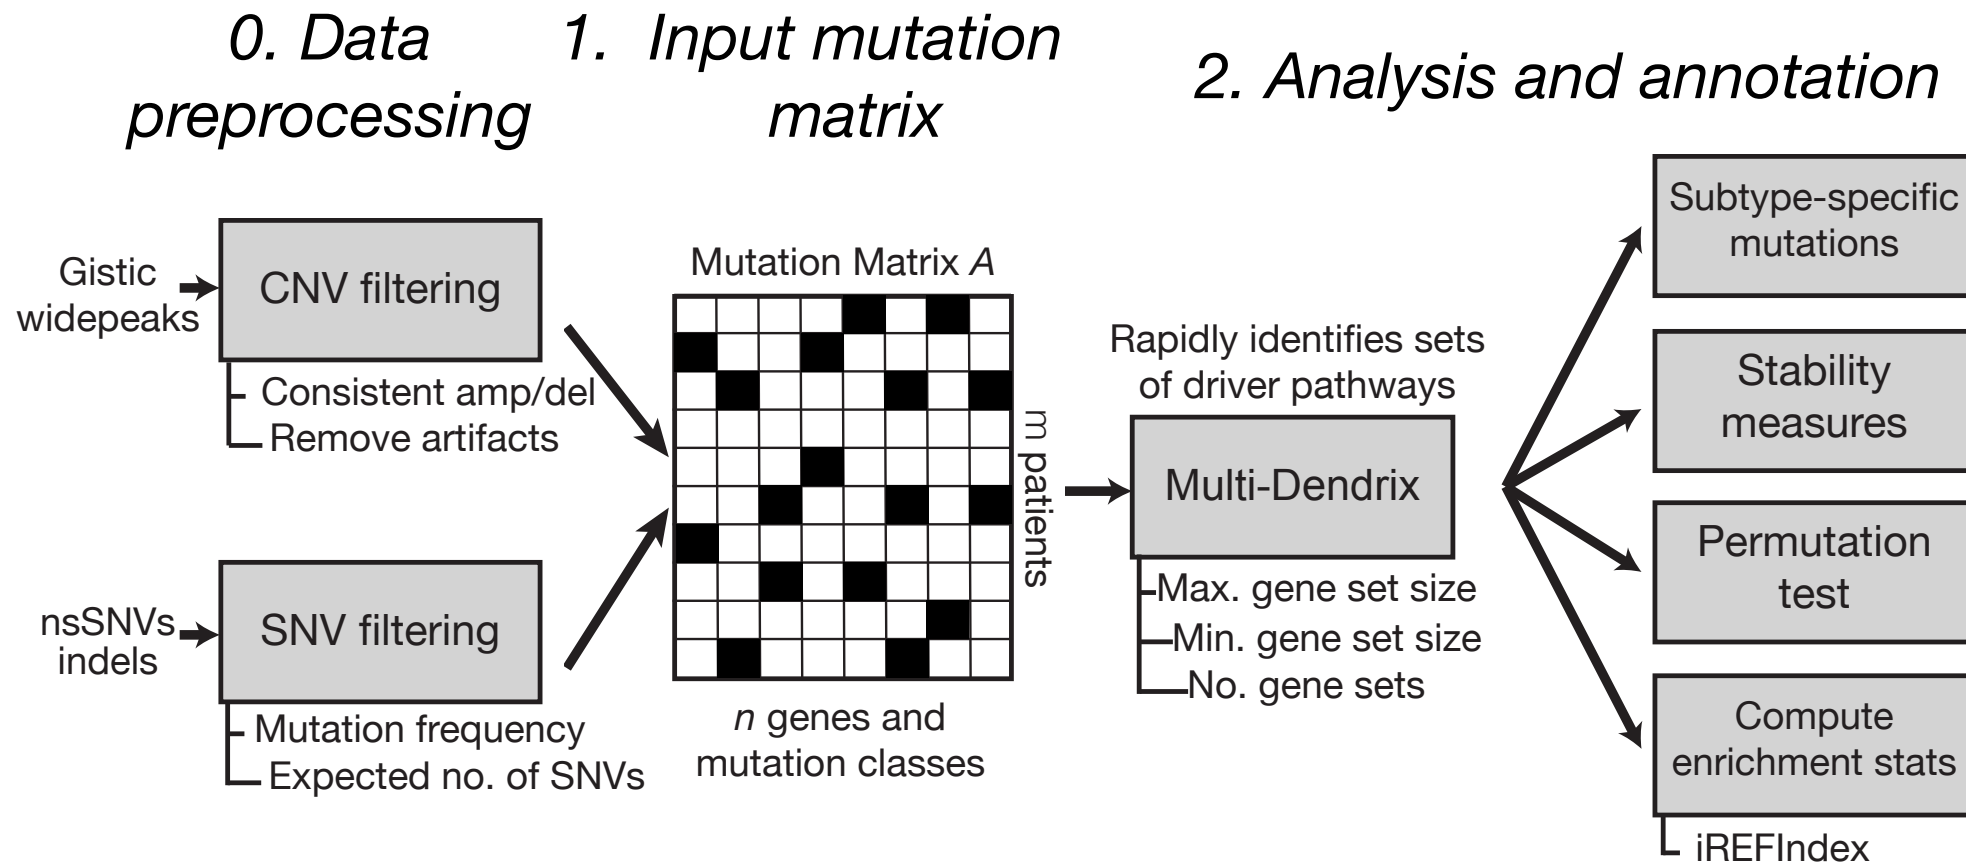 0. Data
preprocessing
1. Input mutation
matrix
2. Analysis and annotation
Gistic
widepeaks
CNV filtering
Consistent amp/del
Remove artifacts
nsSNVs
indels
SNV filtering
Mutation frequency
Expected no. of SNVs
Mutation Matrix A
m patients
n genes and
mutation classes
Rapidly identifies sets
of driver pathways
Multi-Dendrix
Max. gene set size
Min. gene set size
No. gene sets
Subtype-specific
mutations
Stability
measures
Permutation
test
Compute
enrichment stats
iREFIndex